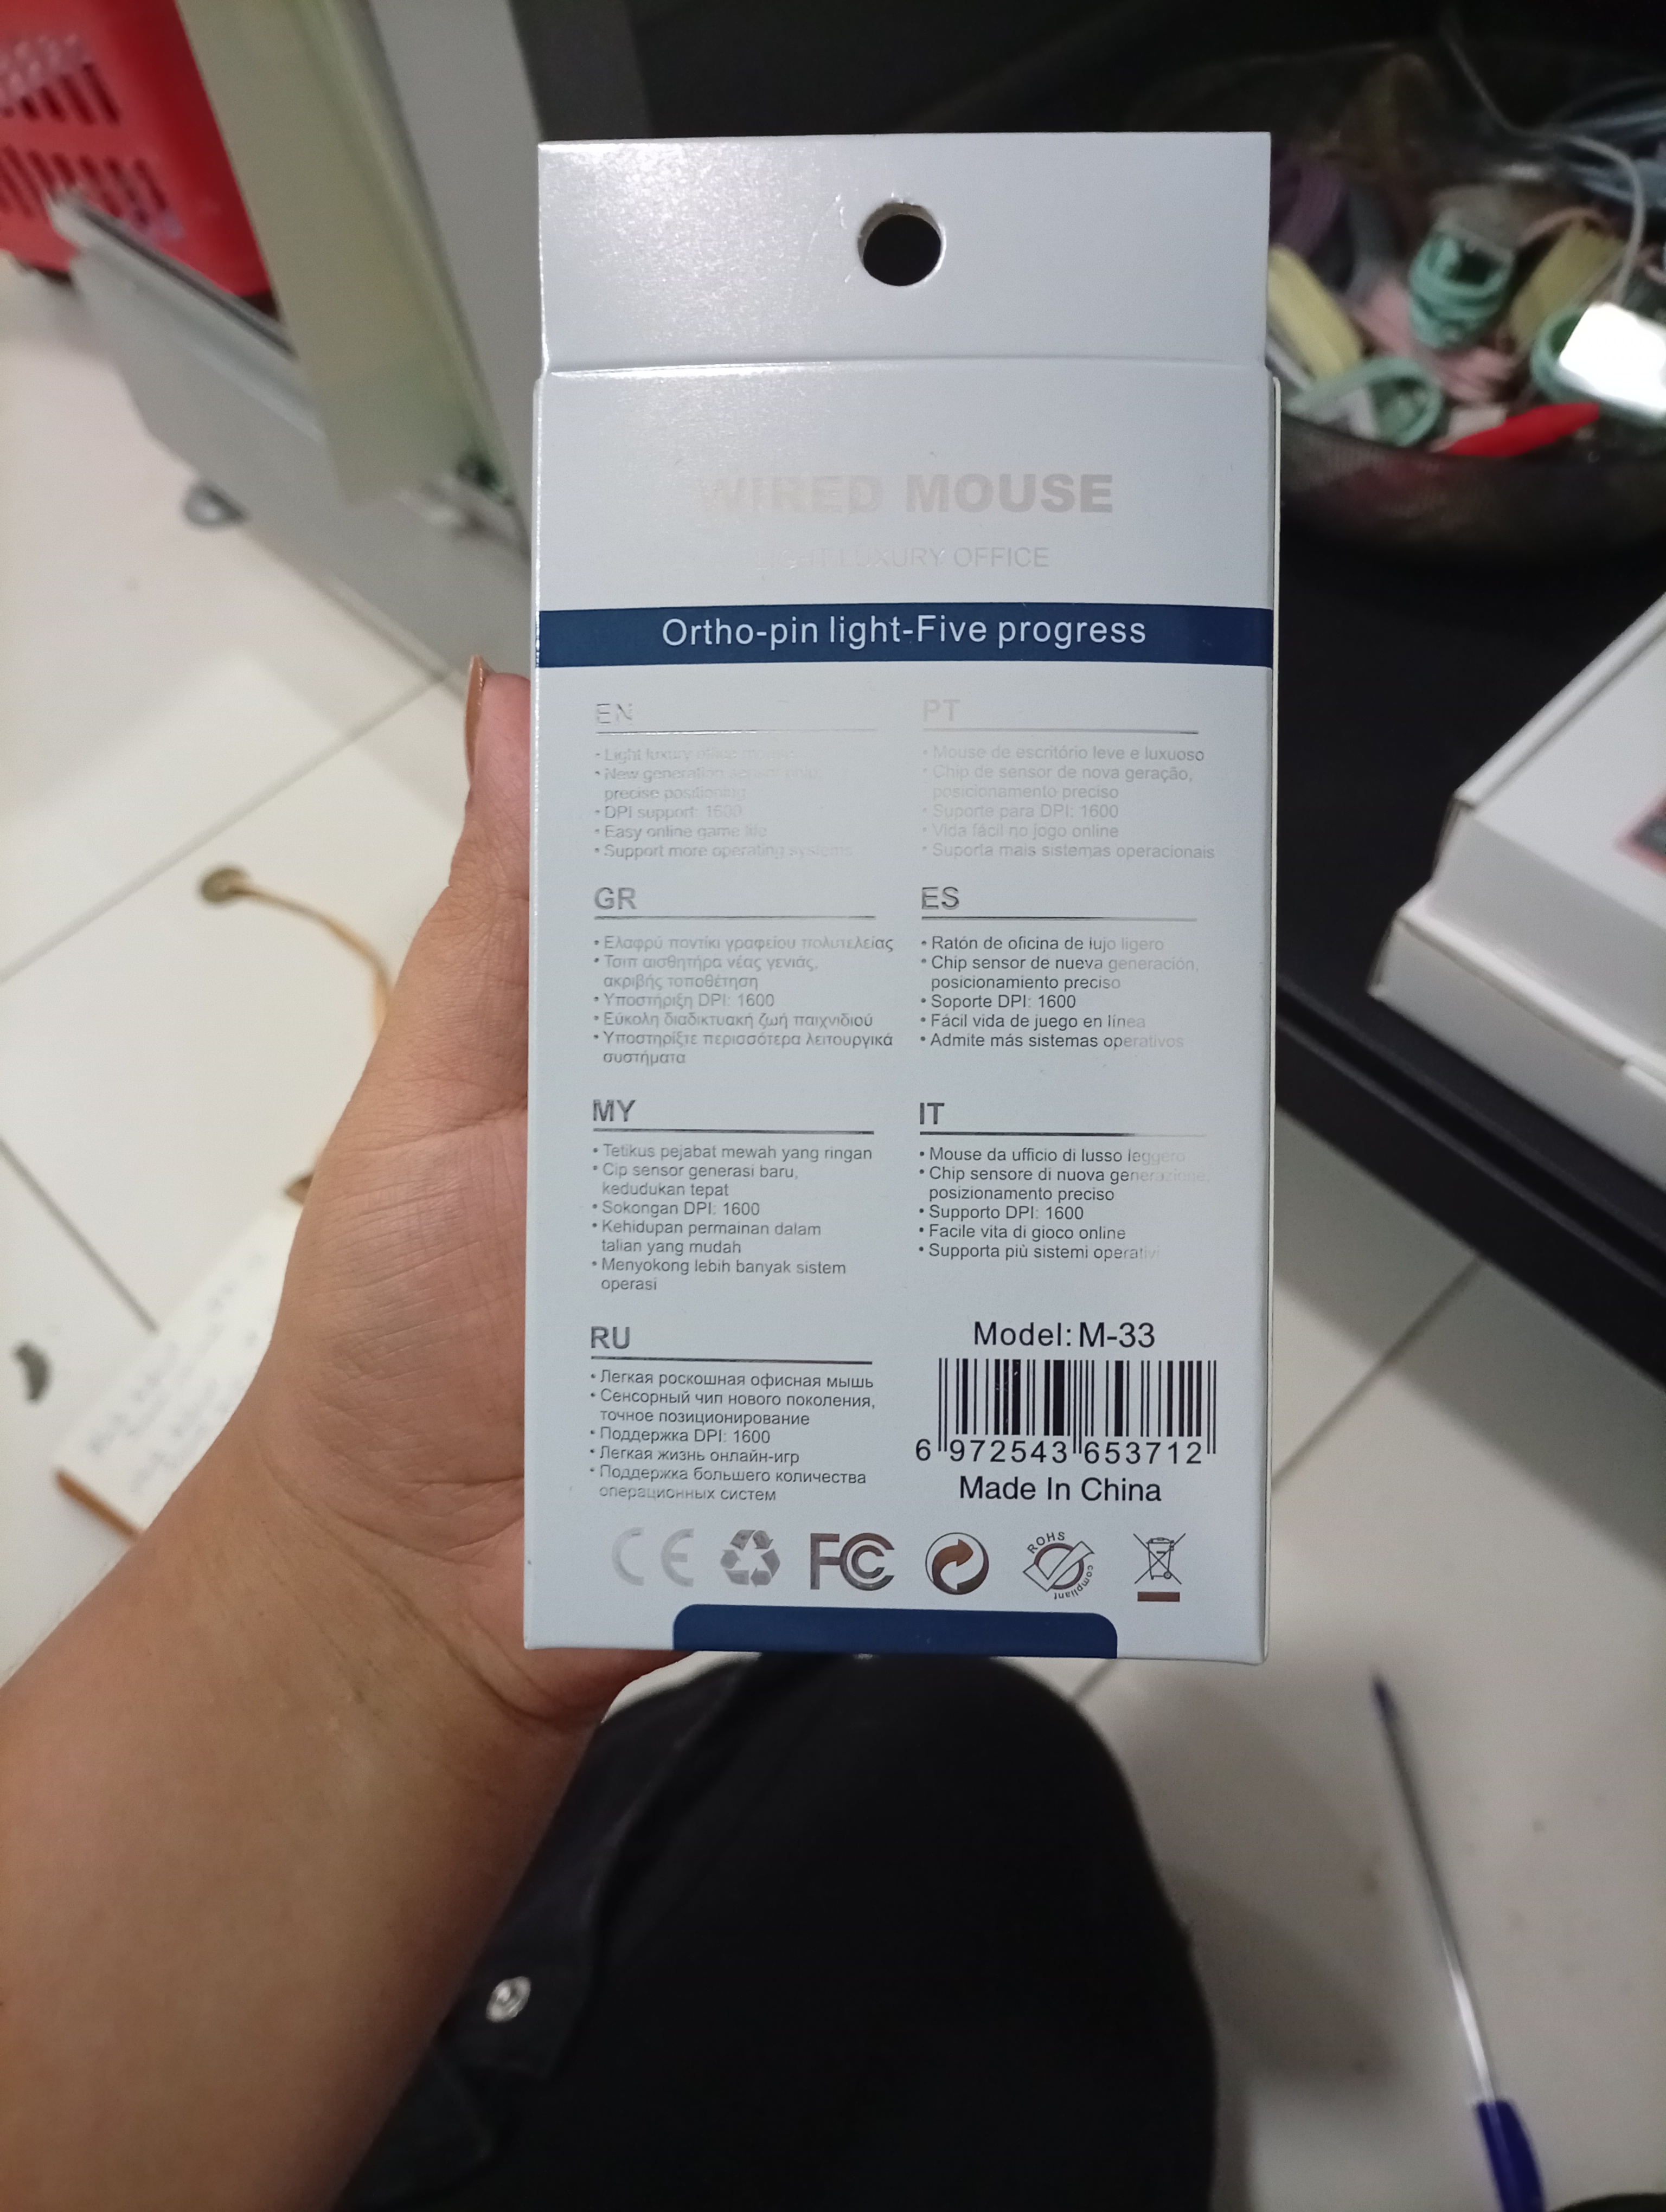 WIRED MOUSE
LIGHT LUXURY OFFICE
Ortho-pin light-Five progress
EN
• Light luxury office mouse
• New generation sensor chip,
precise positioning
• DPI support: 1600
• Easy online game life
• Support more operating systems
PT
• Mouse de escritório leve e luxuoso
• Chip de sensor de nova geração,
posicionamento preciso
• Suporte para DPI: 1600
• Vida fácil no jogo online
• Suporta mais sistemas operacionais
GR
• Ελαφρύ ποντίκι γραφείου πολυτελείας
• Τσιπ αισθητήρα νέας γενιάς,
ακριβής τοποθέτηση
• Υποστήριξη DPI: 1600
• Εύκολη διαδικτυακή ζωή παιχνιδιού
• Υποστηρίξτε περισσότερα λειτουργικά
συστήματα
ES
• Ratón de oficina de lujo ligero
• Chip sensor de nueva generación,
posicionamiento preciso
• Soporte DPI: 1600
• Fácil vida de juego en línea
• Admite más sistemas operativos
MY
• Tetikus pejabat mewah yang ringan
• Cip sensor generasi baru,
kedudukan tepat
• Sokongan DPI: 1600
• Kehidupan permainan dalam
talian yang mudah
• Menyokong lebih banyak sistem
operasi
IT
• Mouse da ufficio di lusso leggero
• Chip sensore di nuova generazione,
posizionamento preciso
• Supporto DPI: 1600
• Facile vita di gioco online
• Supporta più sistemi operativi
RU
• Легкая роскошная офисная мышь
• Сенсорный чип нового поколения,
точное позиционирование
• Поддержка DPI: 1600
• Легкая жизнь онлайн-игр
• Поддержка большего количества
операционных систем
Model: M-33
6 972543 653712
Made In China
CE
FC
ROHS
compliant